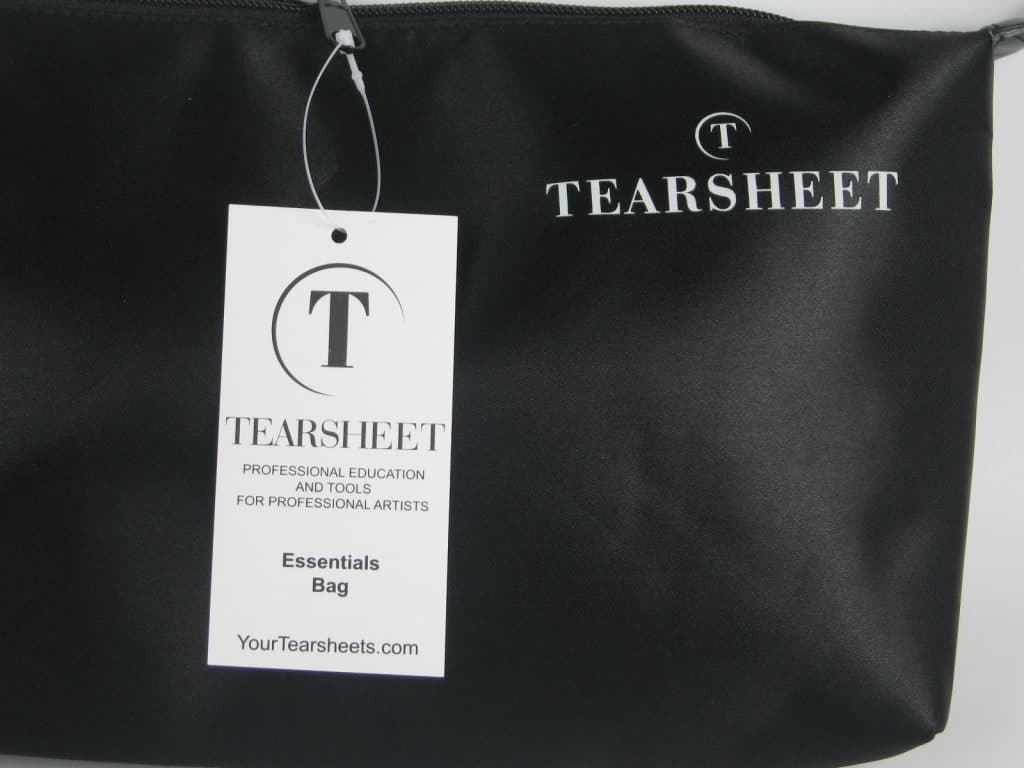 T
TEARSHEET
T
TEARSHEET
PROFESSIONAL EDUCATION
AND TOOLS
FOR PROFESSIONAL ARTISTS
Essentials
Bag
YourTearsheets.com